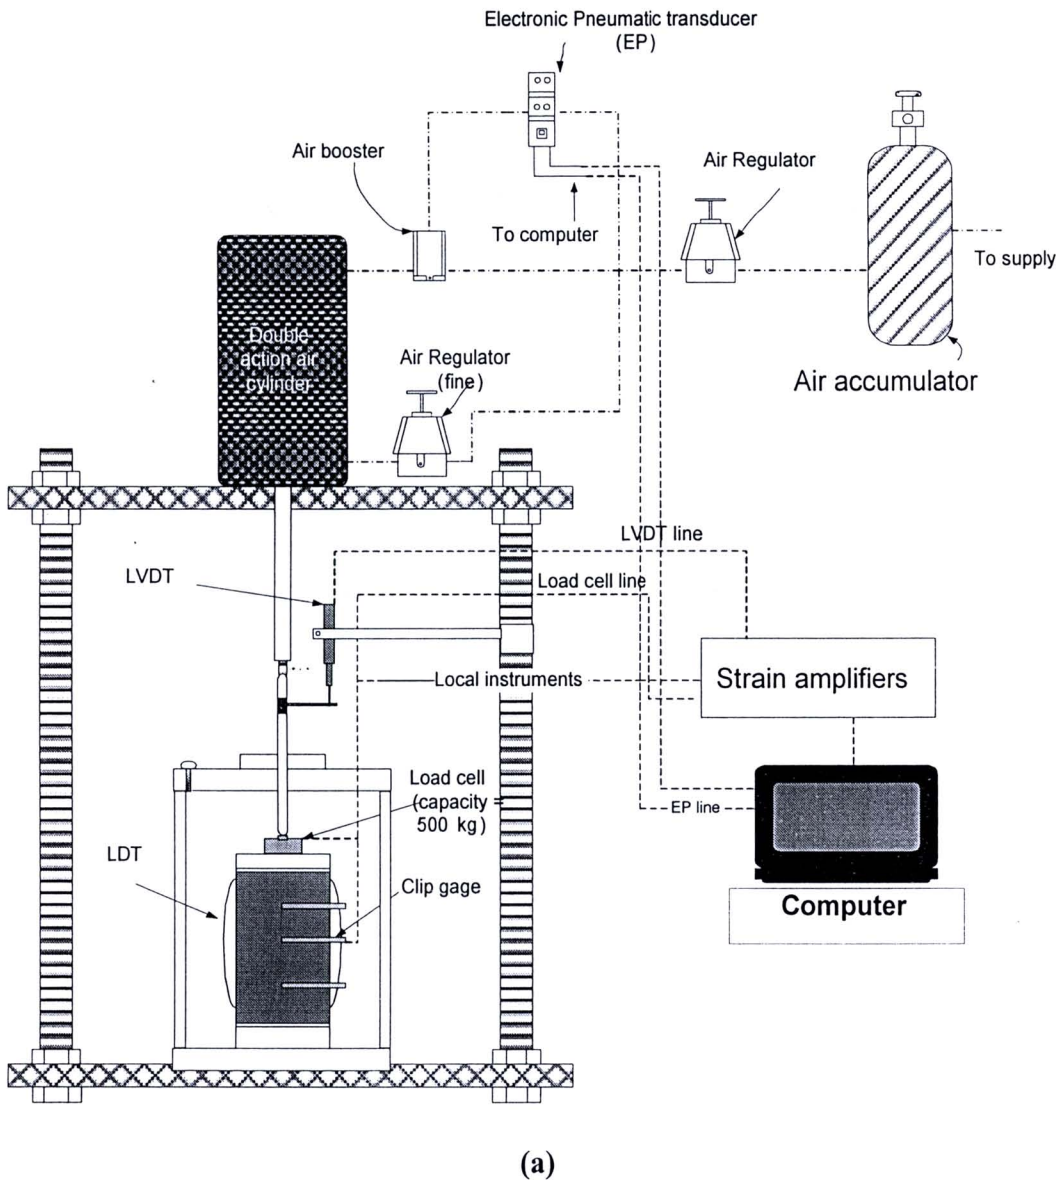 Electronic Pneumatic transducer
(EP)
Air booster
Air Regulator
To computer
To supply
Double
action air
cylinder
Air Regulator
(fine)
Air accumulator
LVDT line
LVDT
Load cell line
Local instruments
Strain amplifiers
Load cell
(capacity =
500 kg)
EP line
LDT
Clip gage
Computer
(a)